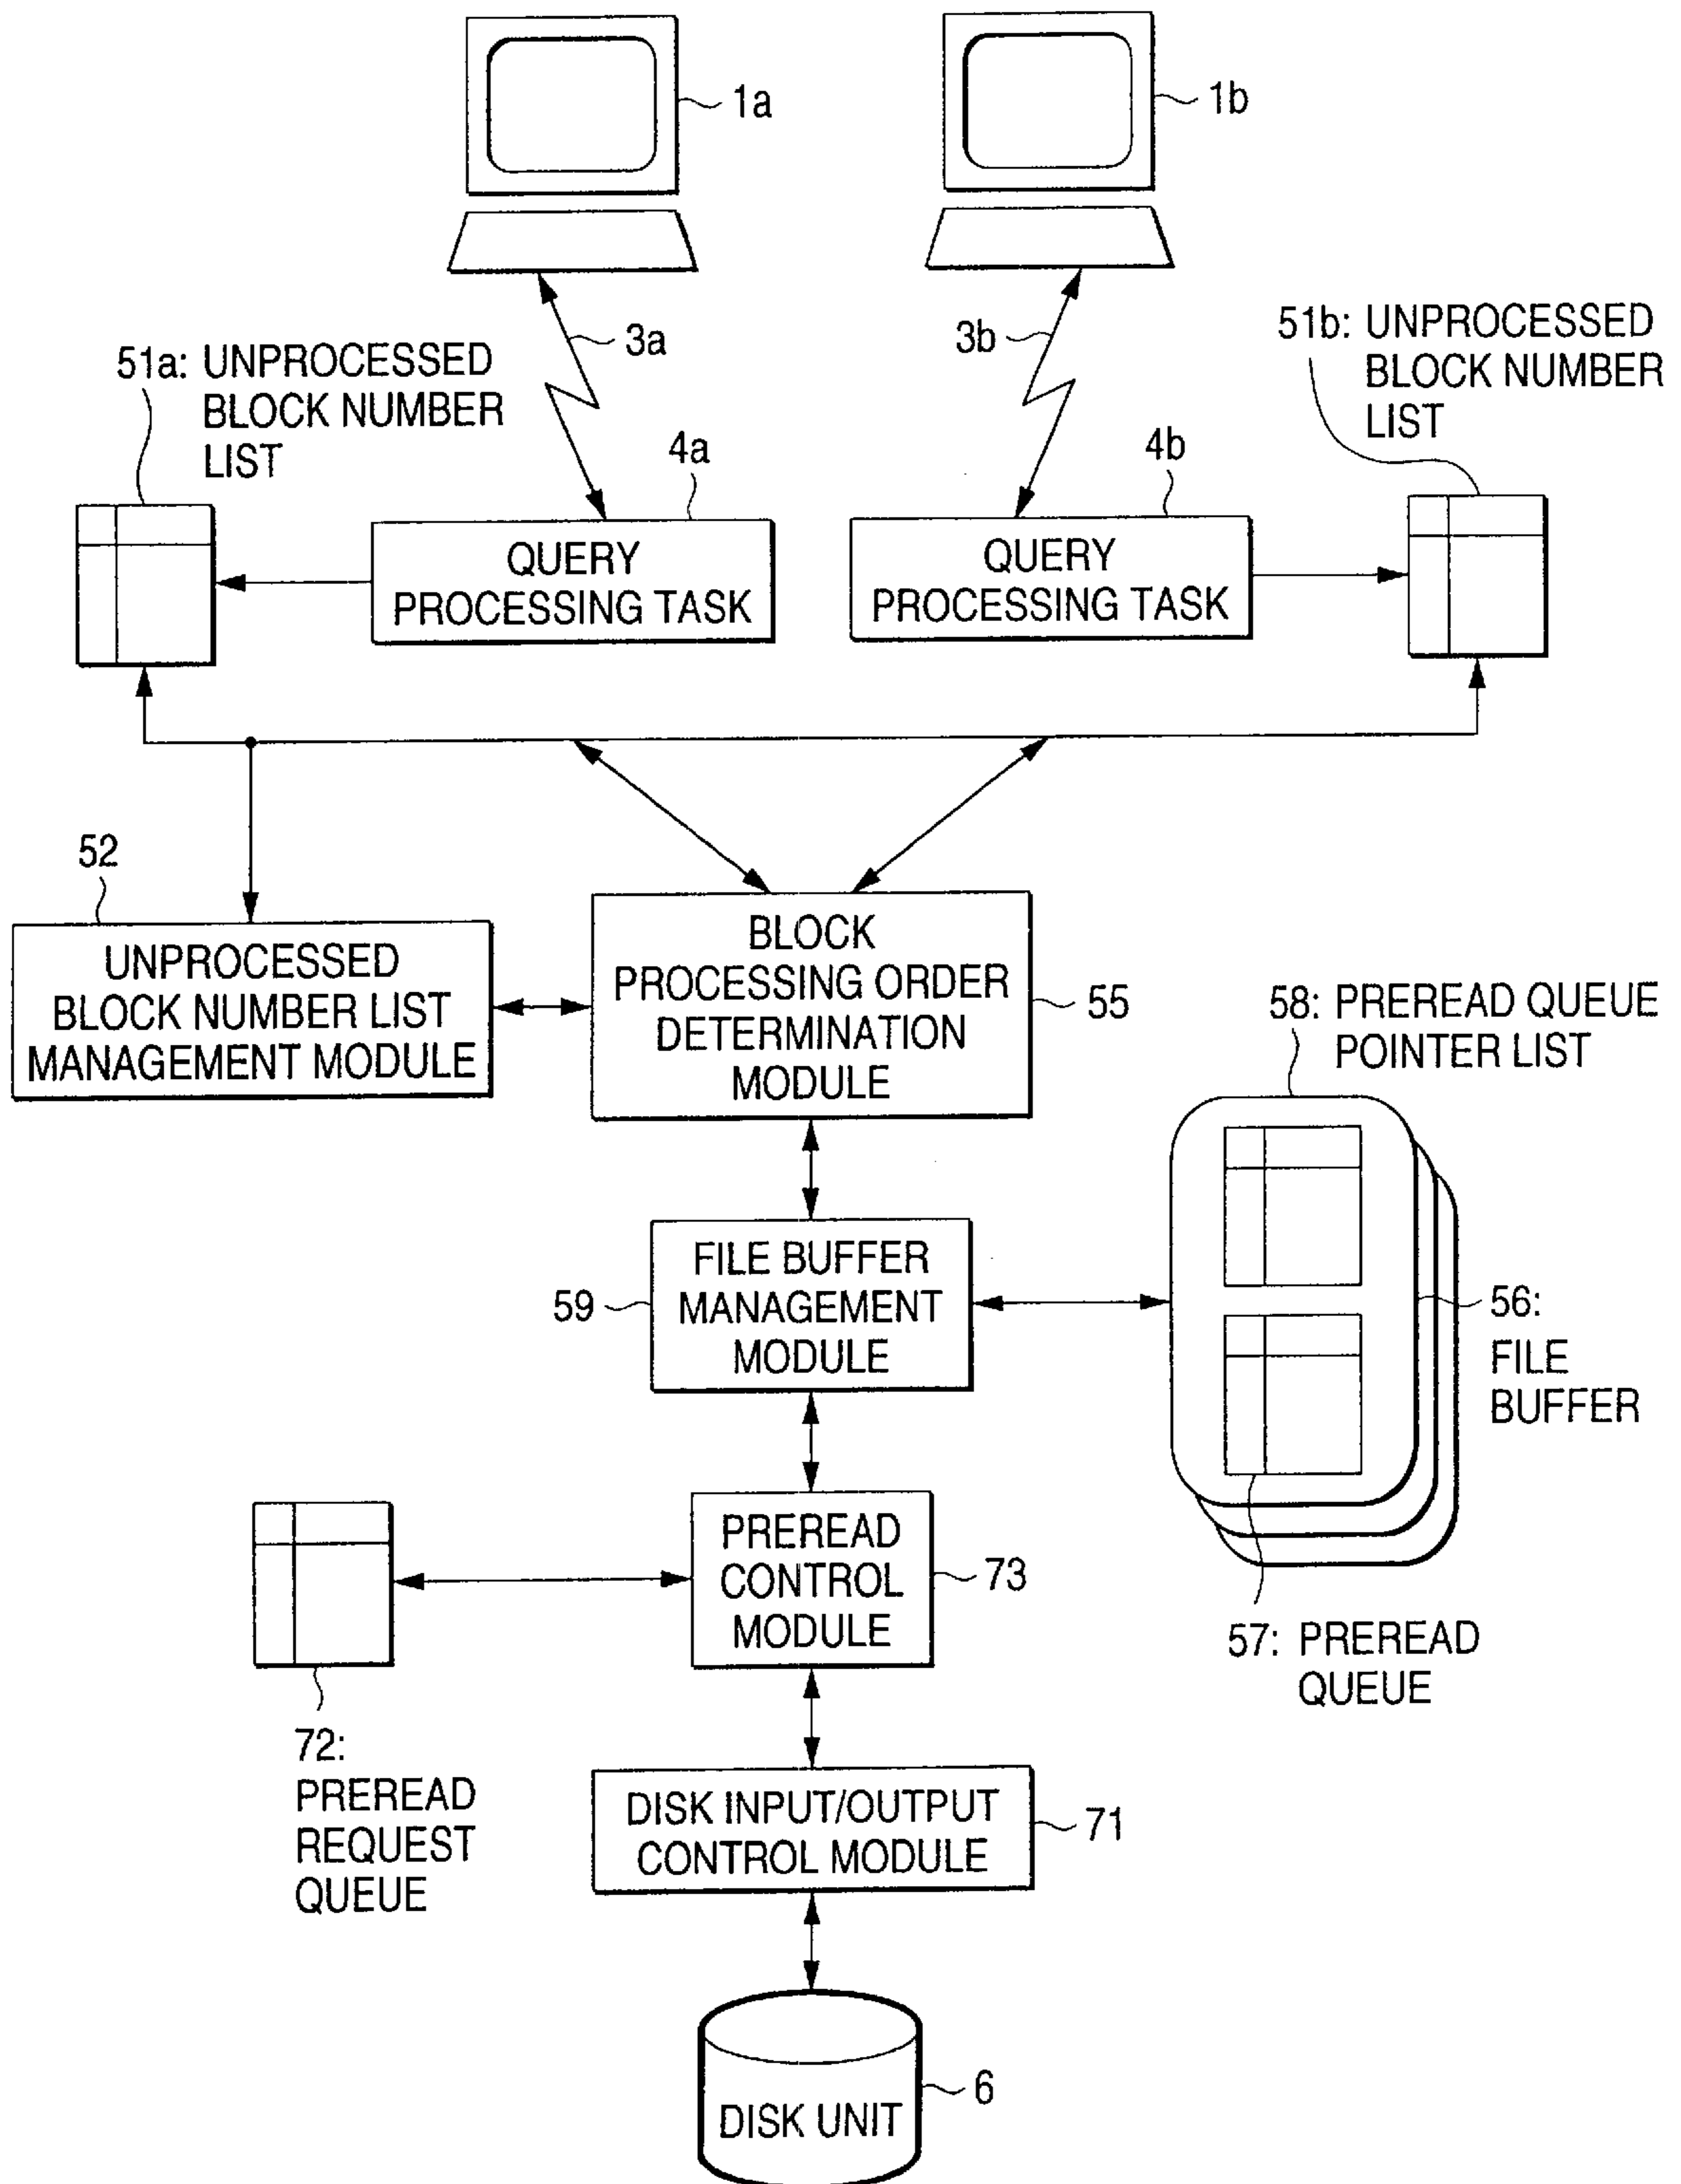 1a
1b
3a
3b
51a: UNPROCESSED
BLOCK NUMBER
LIST
51b: UNPROCESSED
BLOCK NUMBER
LIST
4a
4b
QUERY
PROCESSING TASK
QUERY
PROCESSING TASK
52
UNPROCESSED
BLOCK NUMBER LIST
MANAGEMENT MODULE
BLOCK
PROCESSING ORDER
DETERMINATION
MODULE
55
58: PREREAD QUEUE
POINTER LIST
FILE BUFFER
MANAGEMENT
MODULE
59
56:
FILE
BUFFER
PREREAD
CONTROL
MODULE
73
57: PREREAD
QUEUE
72:
PREREAD
REQUEST
QUEUE
DISK INPUT/OUTPUT
CONTROL MODULE
71
6
DISK UNIT